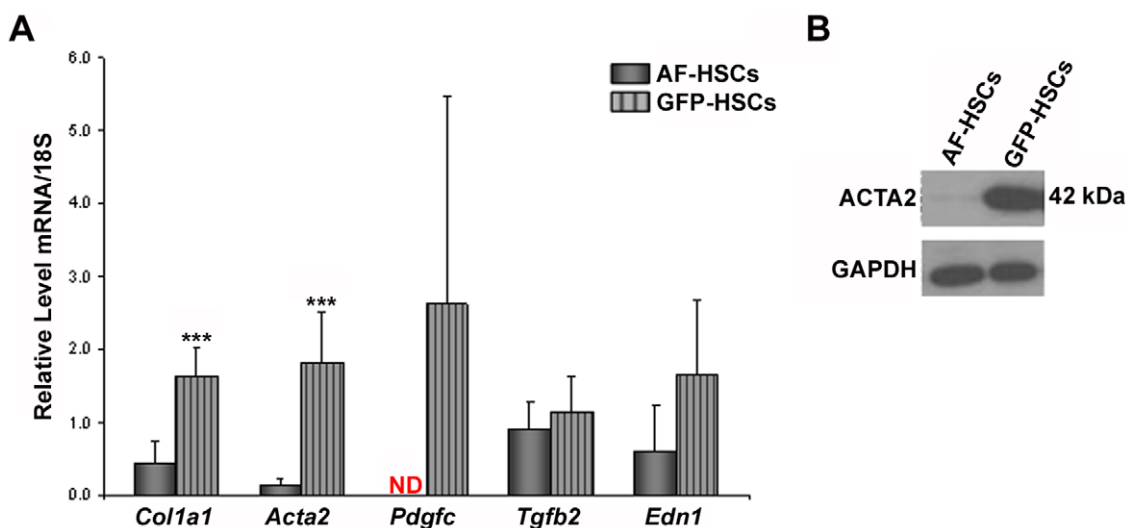 A
B
AF-HSCs
GFP-HSCs
Relative Level mRNA/18S
6.0
5.0
4.0
3.0
2.0
1.0
0.0
***
***
ND
Col1a1 Acta2 Pdgfc Tgfb2 Edn1
AF-HSCs
GFP-HSCs
ACTA2
42 kDa
GAPDH